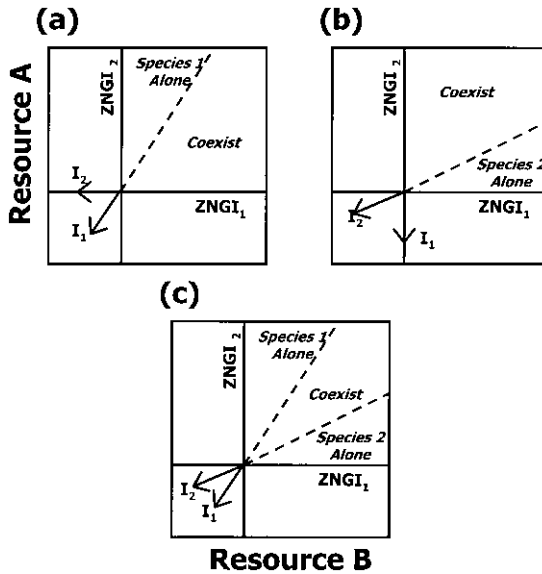 (a)
(b)
Resource A
ZNGI 2
Species 1
Alone
Coexist
I2
I1
ZNGI1
ZNGI 2
Coexist
Species 2
Alone
I2
ZNGI1
I1
(c)
ZNGI 2
Species 1
Alone
Coexist
Species 2
Alone
I2
I1
ZNGI1
Resource B